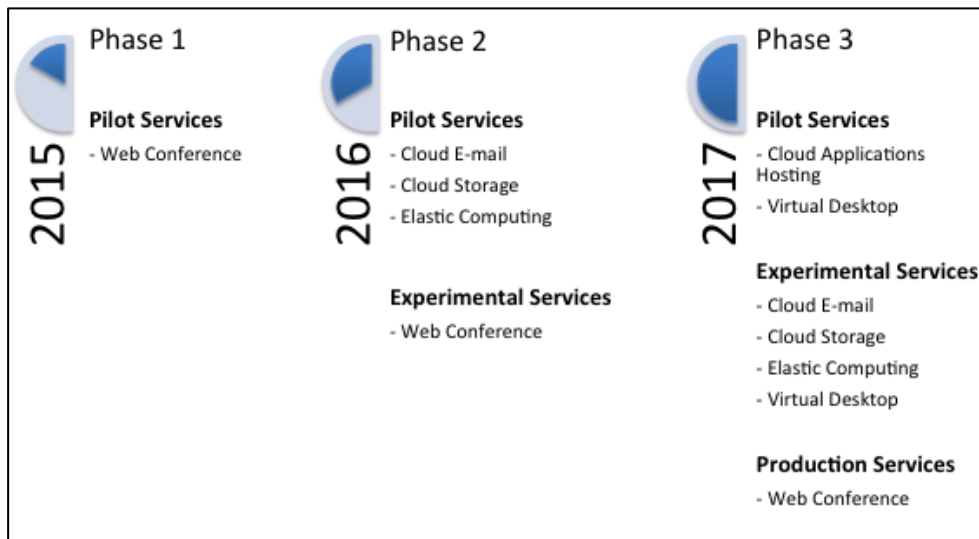 Phase 1
2015
Pilot Services
- Web Conference
Phase 2
2016
Pilot Services
- Cloud E-mail
- Cloud Storage
- Elastic Computing
Experimental Services
- Web Conference
Phase 3
2017
Pilot Services
- Cloud Applications
Hosting
- Virtual Desktop
Experimental Services
- Cloud E-mail
- Cloud Storage
- Elastic Computing
- Virtual Desktop
Production Services
- Web Conference